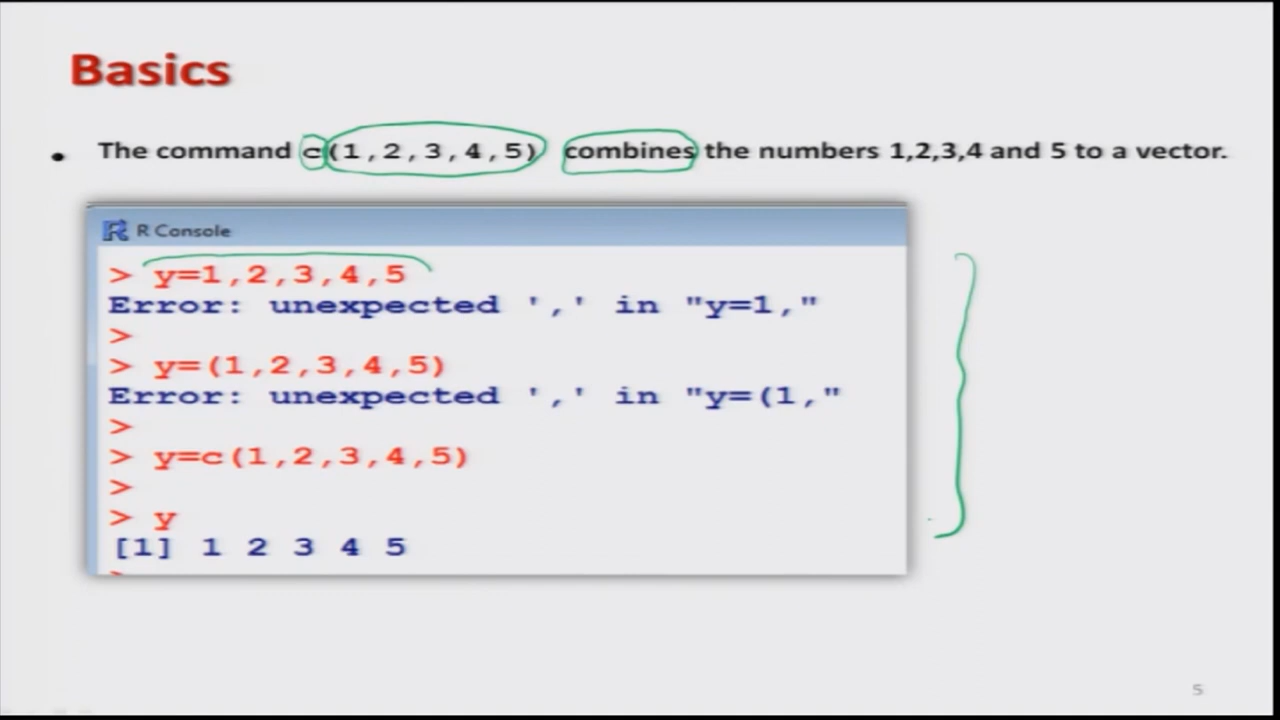 Basics
• The command c(1,2,3,4,5) combines the numbers 1,2,3,4 and 5 to a vector.
R Console
> y=1,2,3,4,5
Error: unexpected ',' in "y=1,"
>
> y=(1,2,3,4,5)
Error: unexpected ',' in "y=(1,"
>
> y=c(1,2,3,4,5)
>
> y
[1] 1 2 3 4 5
5